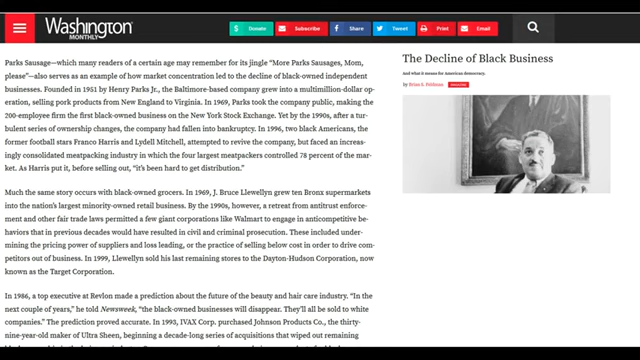 Washington
MONTHLY
Donate
Subscribe
Share
Tweet
Print
Email
Parks Sausage—which many readers of a certain age may remember for its jingle “More Parks Sausages, Mom,
please”—also serves as an example of how market concentration led to the decline of black-owned independent
businesses. Founded in 1951 by Henry Parks Jr., the Baltimore-based company grew into a multimillion-dollar op-
eration, selling pork products from New England to Virginia. In 1969, Parks took the company public, making the
200-employee firm the first black-owned business on the New York Stock Exchange. Yet by the 1990s, after a tur-
bulent series of ownership changes, the company had fallen into bankruptcy. In 1996, two black Americans, the
former football stars Franco Harris and Lydell Mitchell, attempted to revive the company, but faced an increas-
ingly consolidated meatpacking industry in which the four largest meatpackers controlled 78 percent of the mar-
ket. As Harris put it, before selling out, “it’s been hard to get distribution.”
Much the same story occurs with black-owned grocers. In 1969, J. Bruce Llewellyn grew ten Bronx supermarkets
into the nation’s largest minority-owned retail business. By the 1990s, however, a retreat from antitrust enforce-
ment and other fair trade laws permitted a few giant corporations like Walmart to engage in anticompetitive be-
haviors that in previous decades would have resulted in civil and criminal prosecution. These included under-
mining the pricing power of suppliers and loss leading, or the practice of selling below cost in order to drive com-
petitors out of business. In 1999, Llewellyn sold his last remaining stores to the Dayton-Hudson Corporation, now
known as the Target Corporation.
In 1986, a top executive at Revlon made a prediction about the future of the beauty and hair care industry. “In the
next couple of years,” he told Newsweek, “the black-owned businesses will disappear. They’ll all be sold to white
companies.” The prediction proved accurate. In 1993, IVAX Corp. purchased Johnson Products Co., the thirty-
nine-year-old maker of Ultra Sheen, beginning a decade-long series of acquisitions that wiped out remaining
The Decline of Black Business
And what it means for American democracy.
by Brian S. Feldman
MAGAZINE